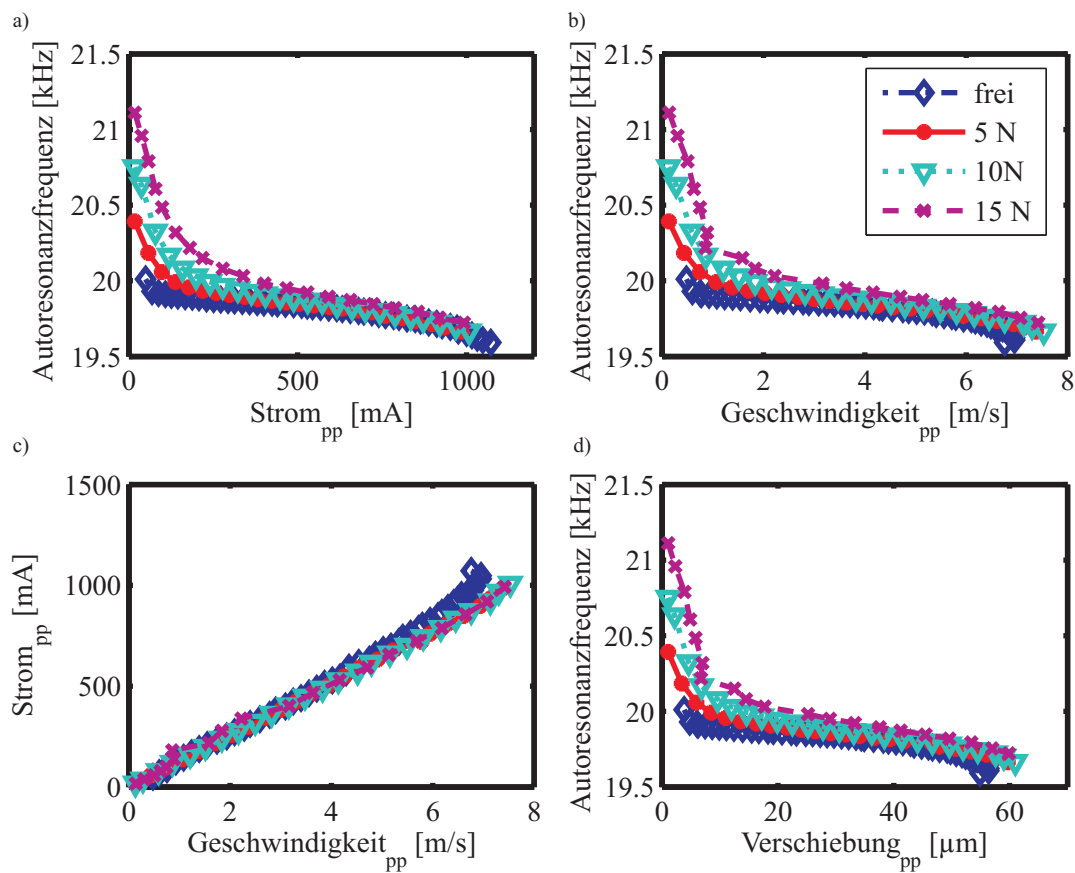 a)
Autoresonanzfrequenz [kHz]
21.5
21
20.5
20
19.5
0
500
1000
Strom_pp [mA]
b)
Autoresonanzfrequenz [kHz]
21.5
21
20.5
20
19.5
0
2
4
6
8
Geschwindigkeit_pp [m/s]
frei
5 N
10N
15 N
c)
Strom_pp [mA]
1500
1000
500
0
0
2
4
6
8
Geschwindigkeit_pp [m/s]
d)
Autoresonanzfrequenz [kHz]
21.5
21
20.5
20
19.5
0
20
40
60
Verschiebung_pp [µm]